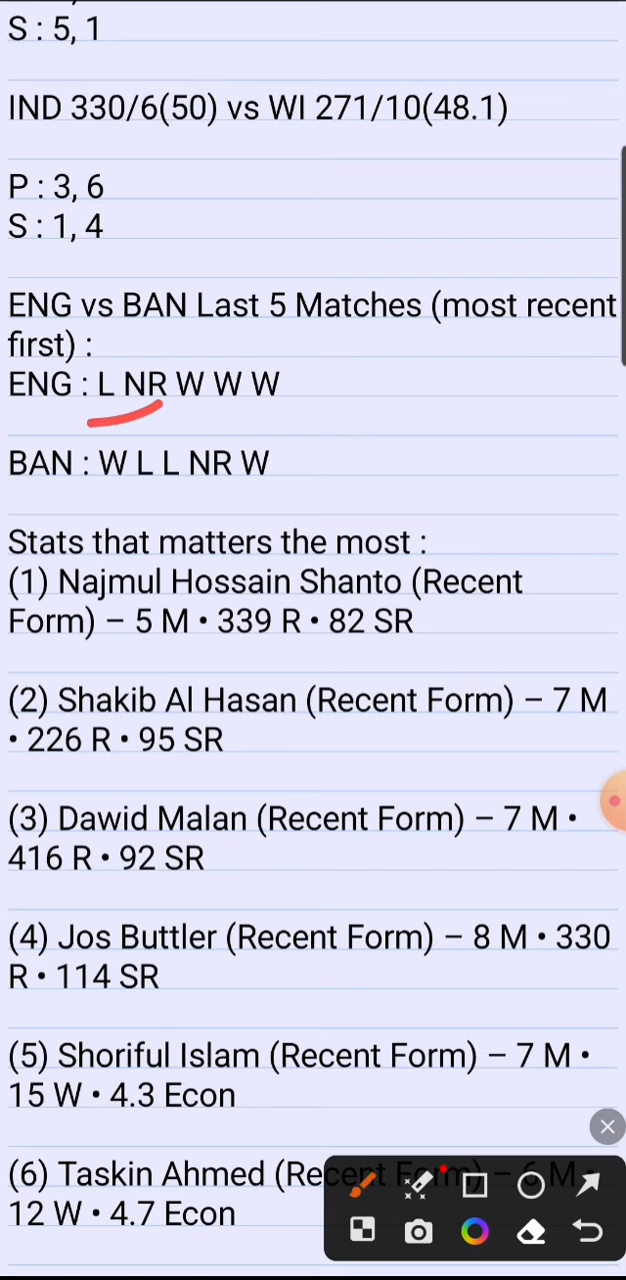 S : 5, 1
IND 330/6(50) vs WI 271/10(48.1)
P : 3, 6
S : 1, 4
ENG vs BAN Last 5 Matches (most recent
first) :
ENG : L NR W W W
BAN : W L L NR W
Stats that matters the most :
(1) Najmul Hossain Shanto (Recent
Form) – 5 M • 339 R • 82 SR
(2) Shakib Al Hasan (Recent Form) – 7 M
• 226 R • 95 SR
(3) Dawid Malan (Recent Form) – 7 M •
416 R • 92 SR
(4) Jos Buttler (Recent Form) – 8 M • 330
R • 114 SR
(5) Shoriful Islam (Recent Form) – 7 M •
15 W • 4.3 Econ
(6) Taskin Ahmed (Recent Form) – 6 M •
12 W • 4.7 Econ